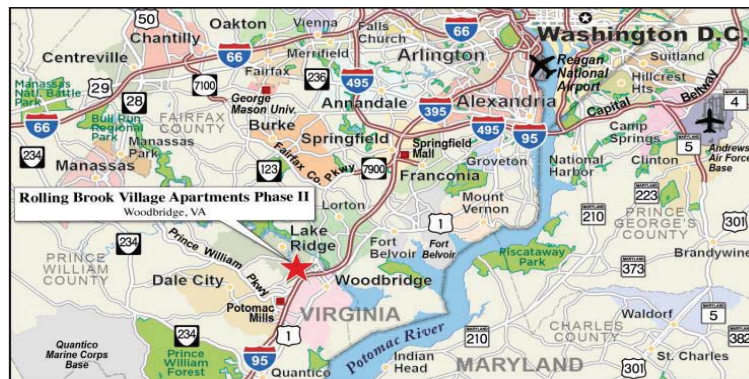 50
Chantilly
Oakton
Vienna
Falls
Church
66
Washington D.C.
Centreville
66
Merrifield
Arlington
Reagan
National
Airport
Suitland
Hillcrest
Hts.
Manassas
Natl. Battle
Park
29
7100
Fairfax
236
495
395
Alexandria
Capital
Beltway
4
28
George
Mason Univ.
Annandale
66
Bull Run
Regional
Park
FAIRFAX
COUNTY
Burke
Springfield
495
95
Camp
Springs
5
Andrews
Air Force
Base
234
Manassas
Park
Manassas
123
Fairfax Co. Pkwy
7900
Springfield
Mall
Groveton
National
Harbor
Clinton
Franconia
223
Rolling Brook Village Apartments Phase II
Woodbridge, VA
Lorton
1
Mount
Vernon
210
PRINCE
GEORGE'S
COUNTY
301
234
Prince William Pkwy
Lake
Ridge
Fort
Belvoir
Fort
Belvoir
Piscataway
Park
Brandywine
PRINCE
WILLIAM
COUNTY
373
Dale City
Woodbridge
Potomac
Mills
VIRGINIA
Waldorf
5
Quantico
Marine Corps
Base
234
Prince
William
Forest
1
Potomac River
MARYLAND
210
CHARLES
COUNTY
382
95
Quantico
Indian
Head
MARYLAND
301
St. Charles